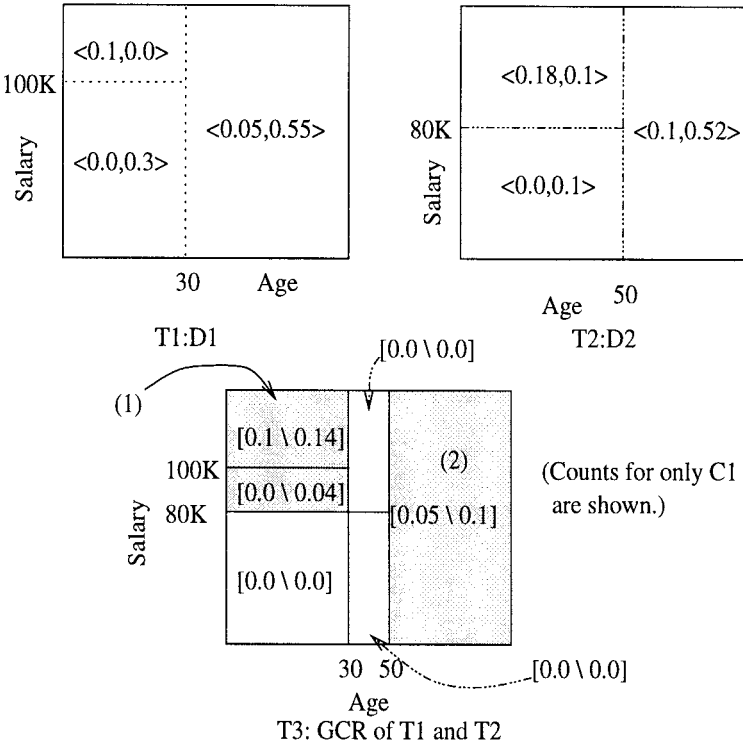 <0.1,0.0>
100K
<0.05,0.55>
<0.0,0.3>
Salary
30
Age
T1:D1
<0.18,0.1>
80K
<0.1,0.52>
<0.0,0.1>
Salary
50
Age
T2:D2
[0.0 \ 0.0]
(1)
[0.1 \ 0.14]
(2)
100K
[0.0 \ 0.04]
80K
[0.05 \ 0.1]
Salary
[0.0 \ 0.0]
(Counts for only C1
are shown.)
30
50
[0.0 \ 0.0]
Age
T3: GCR of T1 and T2